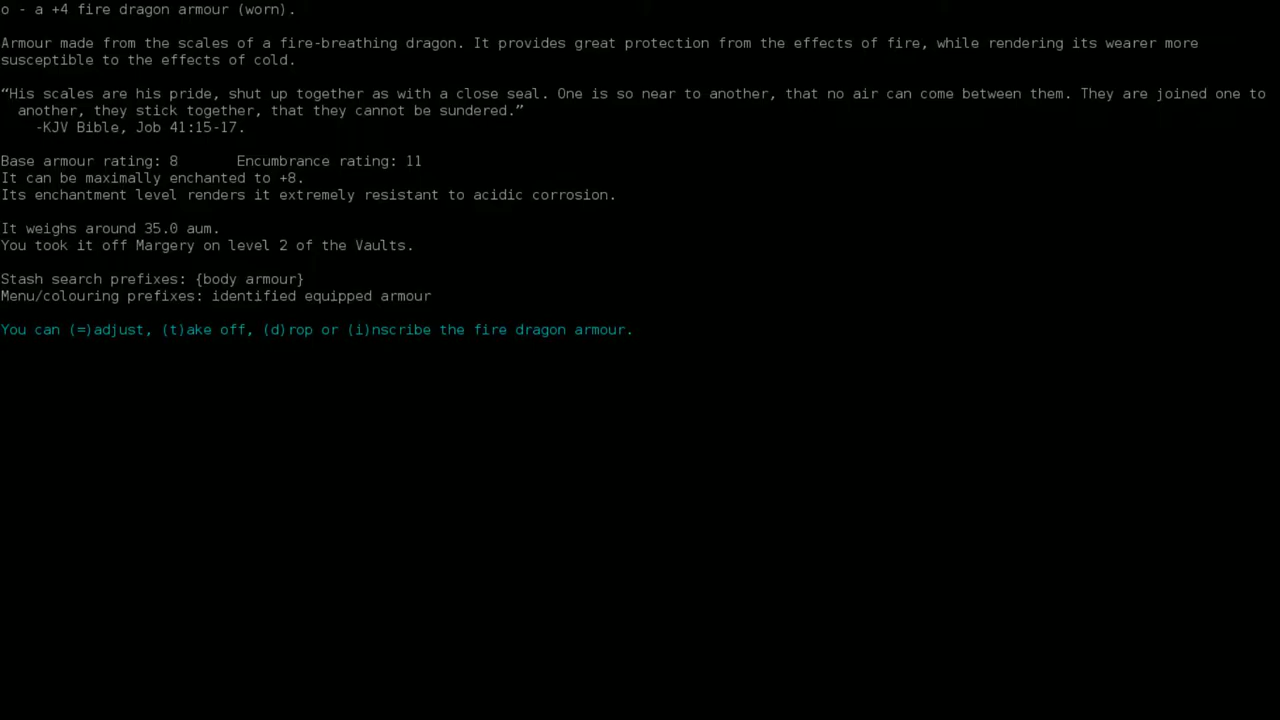 o - a +4 fire dragon armour (worn).
Armour made from the scales of a fire-breathing dragon. It provides great protection from the effects of fire, while rendering its wearer more
susceptible to the effects of cold.
“His scales are his pride, shut up together as with a close seal. One is so near to another, that no air can come between them. They are joined one to
another, they stick together, that they cannot be sundered.”
-KJV Bible, Job 41:15-17.
Base armour rating: 8       Encumbrance rating: 11
It can be maximally enchanted to +8.
Its enchantment level renders it extremely resistant to acidic corrosion.
It weighs around 35.0 aum.
You took it off Margery on level 2 of the Vaults.
Stash search prefixes: {body armour}
Menu/colouring prefixes: identified equipped armour
You can (=)adjust, (t)ake off, (d)rop or (i)nscribe the fire dragon armour.